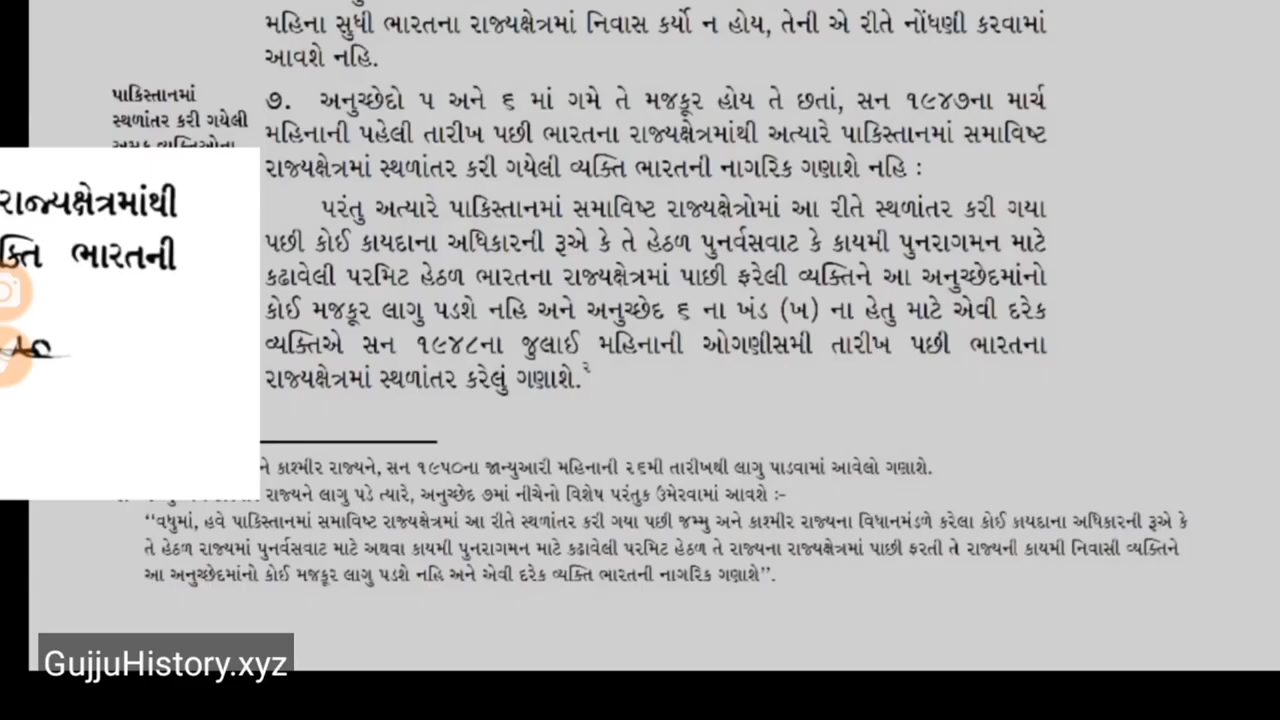 મહિના સુધી ભારતના રાજ્યક્ષેત્રમાં નિવાસ કર્યો ન હોય, તેની એ રીતે નોંધણી કરવામાં
આવશે નહિ.
પાકિસ્તાનમાં
સ્થળાંતર કરી ગયેલી
૭. અનુચ્છેદો ૫ અને ૬ માં ગમે તે મજકૂર હોય તે છતાં, સન ૧૯૪૭ના માર્ચ
મહિનાની પહેલી તારીખ પછી ભારતના રાજ્યક્ષેત્રમાંથી અત્યારે પાકિસ્તાનમાં સમાવિષ્ટ
રાજ્યક્ષેત્રમાં સ્થળાંતર કરી ગયેલી વ્યક્તિ ભારતની નાગરિક ગણાશે નહિ :
રાજ્યક્ષેત્રમાંથી
ક્તિ ભારતની
પરંતુ અત્યારે પાકિસ્તાનમાં સમાવિષ્ટ રાજ્યક્ષેત્રોમાં આ રીતે સ્થળાંતર કરી ગયા
પછી કોઈ કાયદાના અધિકારની રૂએ કે તે હેઠળ પુનર્વસવાટ કે કાયમી પુનરાગમન માટે
કઢાવેલી પરમિટ હેઠળ ભારતના રાજ્યક્ષેત્રમાં પાછી ફરેલી વ્યક્તિને આ અનુચ્છેદમાંનો
કોઈ મજકૂર લાગુ પડશે નહિ અને અનુચ્છેદ ૬ ના ખંડ (ખ) ના હેતુ માટે એવી દરેક
વ્યક્તિએ સન ૧૯૪૮ના જુલાઈ મહિનાની ઓગણીસમી તારીખ પછી ભારતના
રાજ્યક્ષેત્રમાં સ્થળાંતર કરેલું ગણાશે.૨
ને કાશ્મીર રાજ્યને, સન ૧૯૫૦ના જાન્યુઆરી મહિનાની ૨૬મી તારીખથી લાગુ પાડવામાં આવેલો ગણાશે.
રાજ્યને લાગુ પડે ત્યારે, અનુચ્છેદ ૭માં નીચેનો વિશેષ પરંતુક ઉમેરવામાં આવશે :-
‘‘વધુમાં, હવે પાકિસ્તાનમાં સમાવિષ્ટ રાજ્યક્ષેત્રમાં આ રીતે સ્થળાંતર કરી ગયા પછી જમ્મુ અને કાશ્મીર રાજ્યના વિધાનમંડળે કરેલા કોઈ કાયદાના અધિકારની રૂએ કે
તે હેઠળ રાજ્યમાં પુનર્વસવાટ માટે અથવા કાયમી પુનરાગમન માટે કઢાવેલી પરમિટ હેઠળ તે રાજ્યના રાજ્યક્ષેત્રમાં પાછી ફરતી તે રાજ્યની કાયમી નિવાસી વ્યક્તિને
આ અનુચ્છેદમાંનો કોઈ મજકૂર લાગુ પડશે નહિ અને એવી દરેક વ્યક્તિ ભારતની નાગરિક ગણાશે’’.
GujjuHistory.xyz